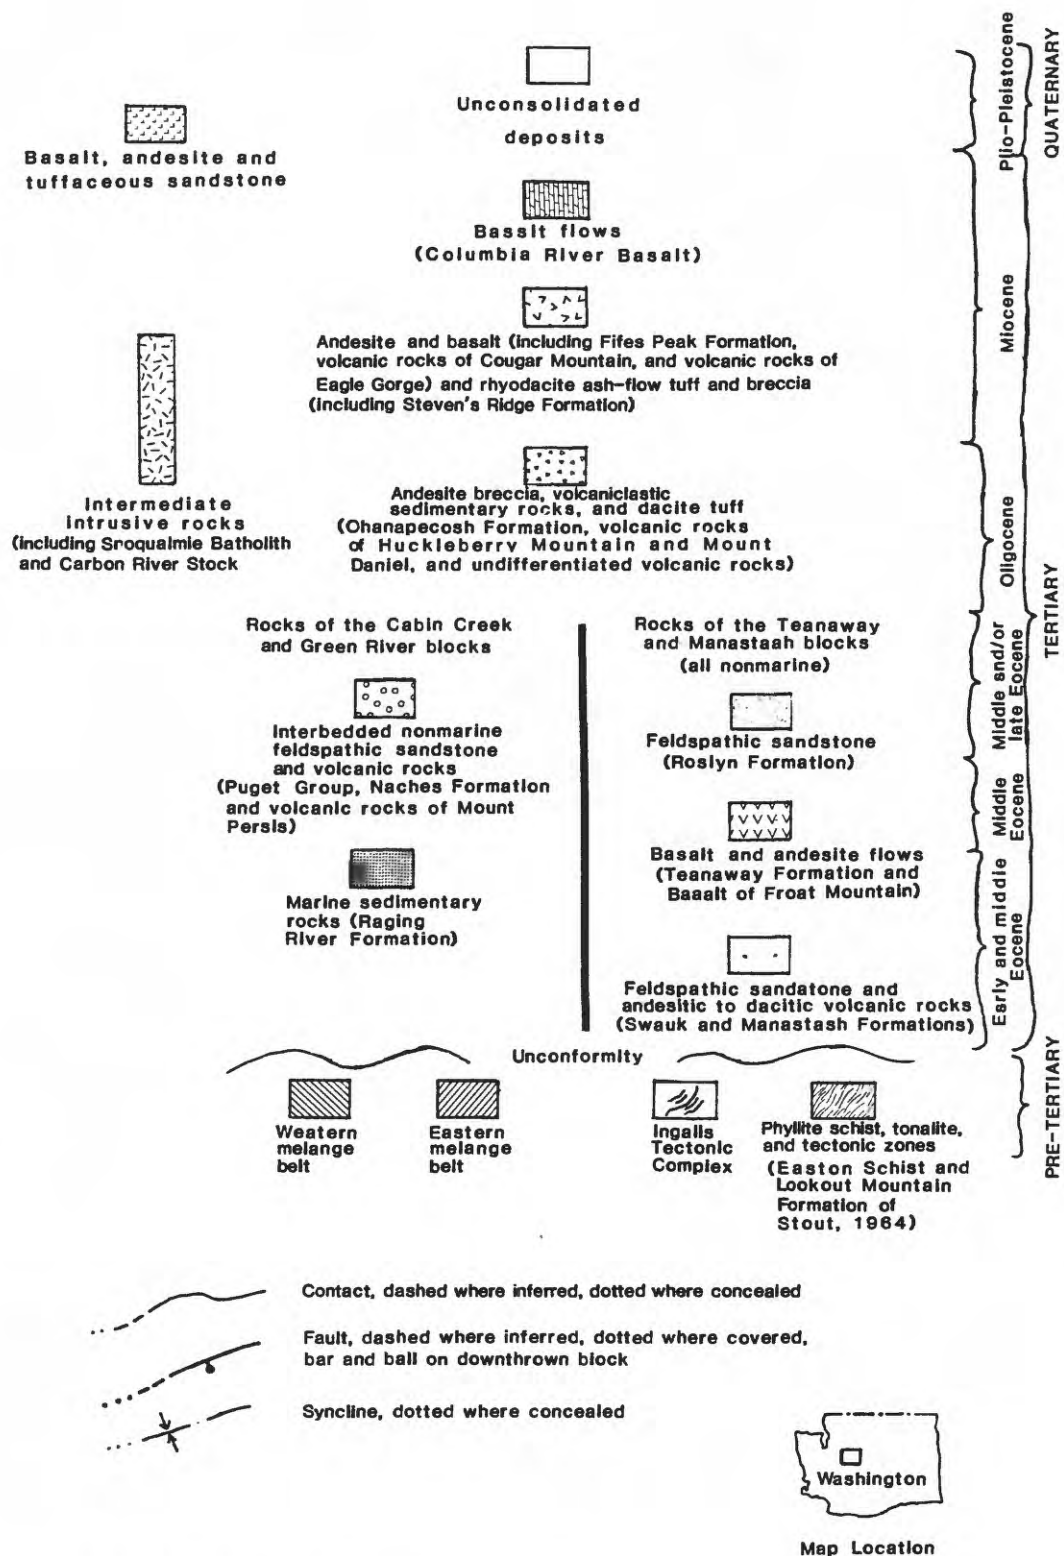 Unconsolidated
deposits
Basalt, andesite and
tuffaceous sandstone
Bassit flows
(Columbia River Basalt)
Andesite and basalt (including Fifes Peak Formation,
volcanic rocks of Cougar Mountain, and volcanic rocks of
Eagle Gorge) and rhyodacite ash-flow tuff and breccia
(including Steven's Ridge Formation)
Intermediate
intrusive rocks
(including Snoqualmie Batholith
and Carbon River Stock
Andesite breccia, volcaniclastic
sedimentary rocks, and dacite tuff
(Ohanapecosh Formation, volcanic rocks
of Huckleberry Mountain and Mount
Daniel, and undifferentiated volcanic rocks)
Rocks of the Cabin Creek
and Green River blocks
Interbedded nonmarine
feldspathic sandstone
and volcanic rocks
(Puget Group, Naches Formation
and volcanic rocks of Mount
Persis)
Marine sedimentary
rocks (Raging
River Formation)
Rocks of the Teanaway
and Manastaah blocks
(all nonmarine)
Feldspathic sandstone
(Roslyn Formation)
Basalt and andesite flows
(Teanaway Formation and
Baaalt of Froat Mountain)
Feldspathic sandatone and
andesitic to dacitic volcanic rocks
(Swauk and Manastash Formations)
Unconformity
Weatern
melange
belt
Eastern
melange
belt
Ingalls
Tectonic
Complex
Phyllite schist, tonalite,
and tectonic zones
(Easton Schist and
Lookout Mountain
Formation of
Stout, 1964)
Plio-Pleistocene
Miocene
Oligocene
Middle snd/or
late Eocene
Middle
Eocene
Esrly and middle
Eocene
QUATERNARY
TERTIARY
PRE-TERTIARY
Contact, dashed where inferred, dotted where concealed
Fault, dashed where inferred, dotted where covered,
bar and ball on downthrown block
Syncline, dotted where concealed
Washington
Map Location